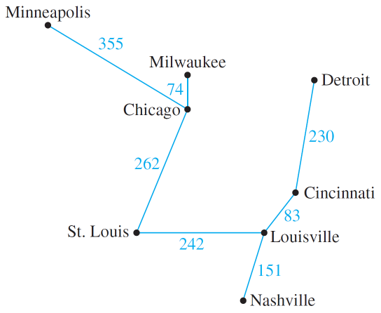 Minneapolis
355
Milwaukee
74
Detroit
Chicago
230
262
Cincinnati
83
St. Louis
Louisville
242
151
Nashville